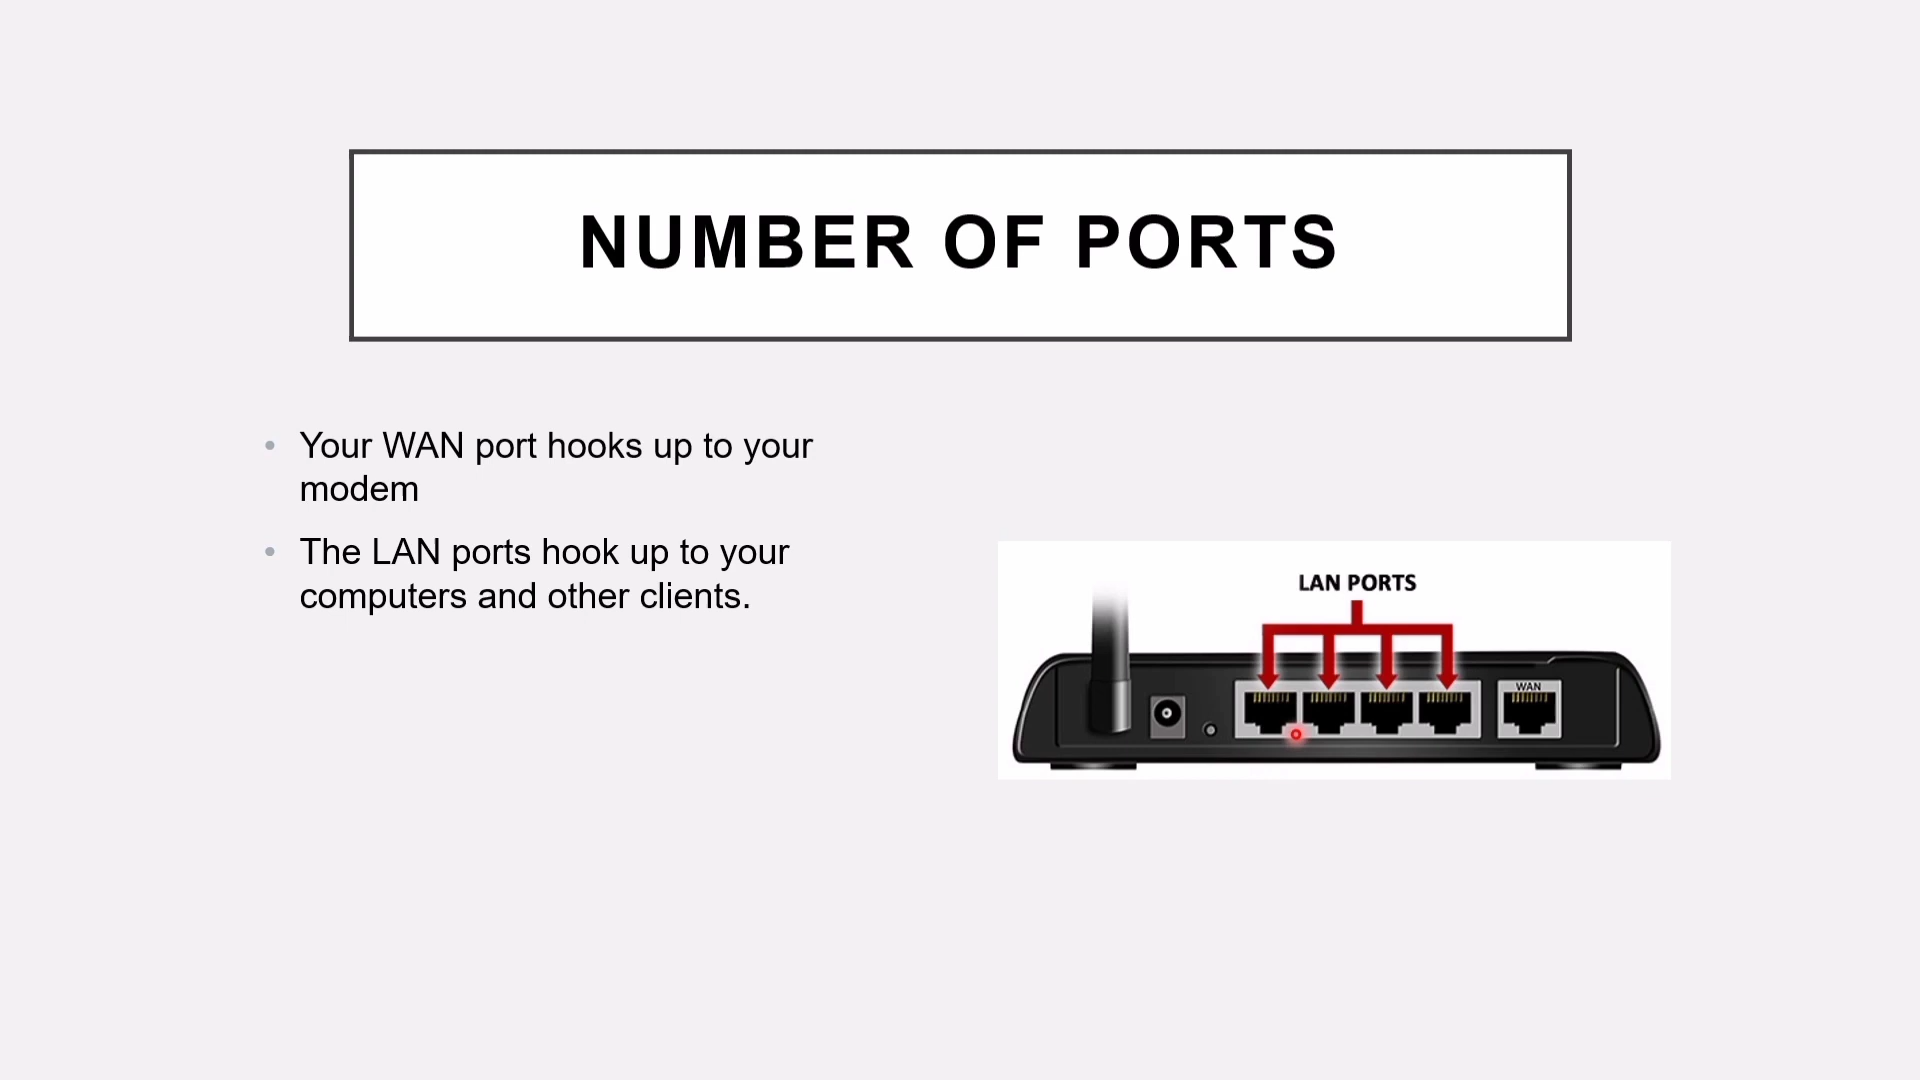 NUMBER OF PORTS
• Your WAN port hooks up to your
modem
• The LAN ports hook up to your
computers and other clients.
LAN PORTS
WAN